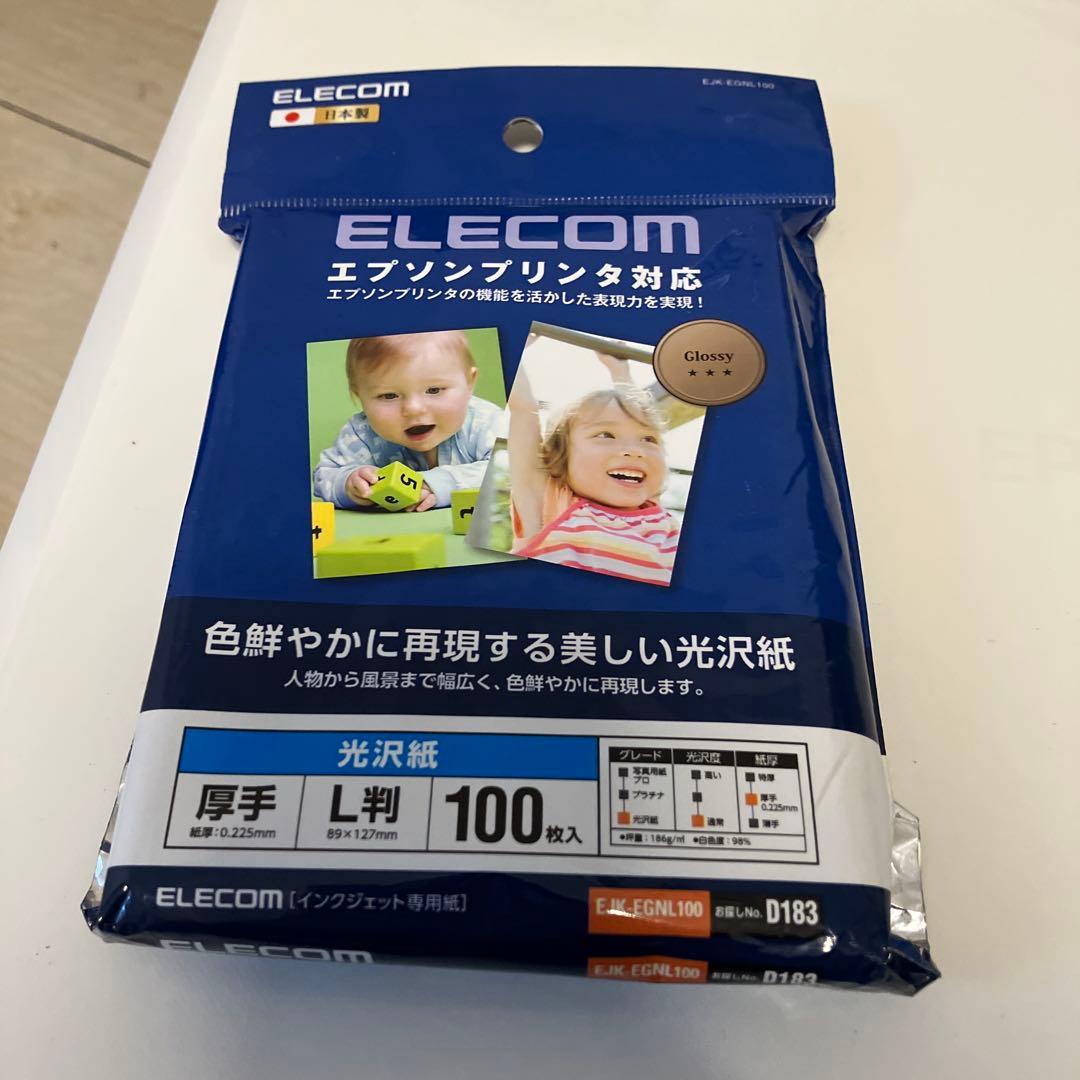 ELECOM
EJK-EGNL100
日本製
ELECOM
エプソンプリンタ対応
エプソンプリンタの機能を活かした表現力を実現!
Glossy
★ ★ ★
5
a
t
t
色鮮やかに再現する美しい光沢紙
人物から風景まで幅広く、色鮮やかに再現します。
光沢紙
厚手
紙厚:0.225mm
L判
89×127mm
100枚入
グレード 光沢度 紙厚
写真用紙プロ 高い 特厚
プラチナ 厚手 0.225mm
光沢紙 通常 薄手
●坪量:186g/㎡ ●白色度:98%
ELECOM [インクジェット専用紙]
EJK-EGNL100 お探しNo. D183
ELECOM
EJK-EGNL100 お探しNo. D183